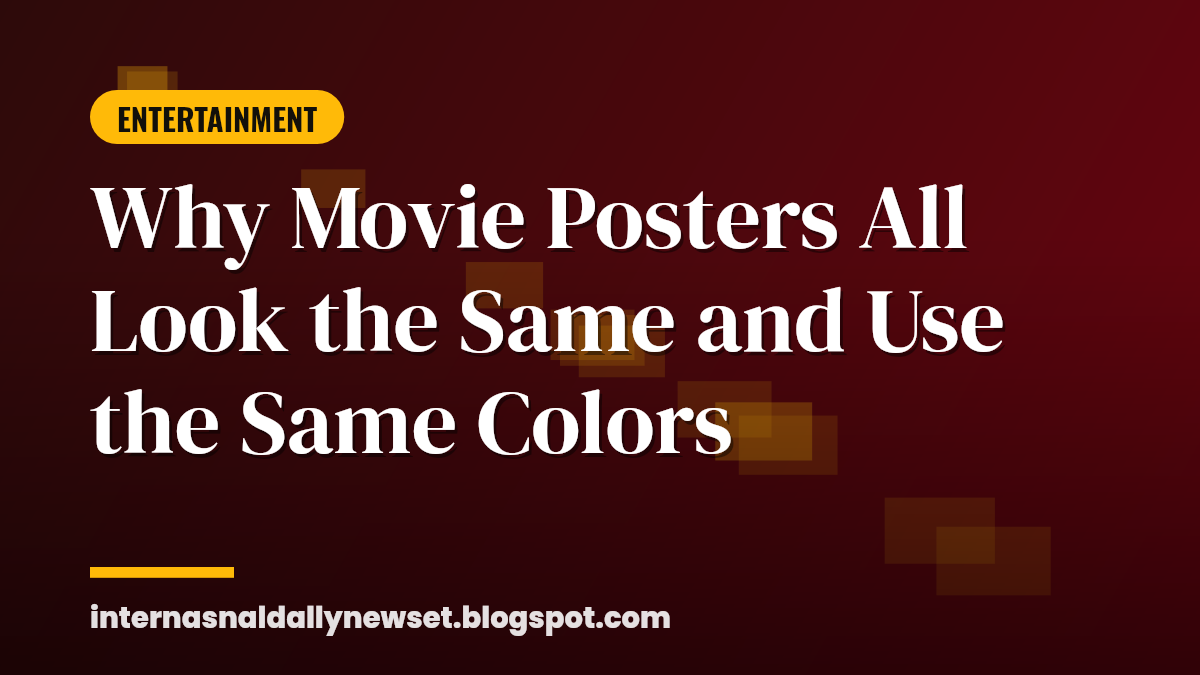 ENTERTAINMENT
Why Movie Posters All
Look the Same and Use
the Same Colors
internasnaldallynewset.blogspot.com